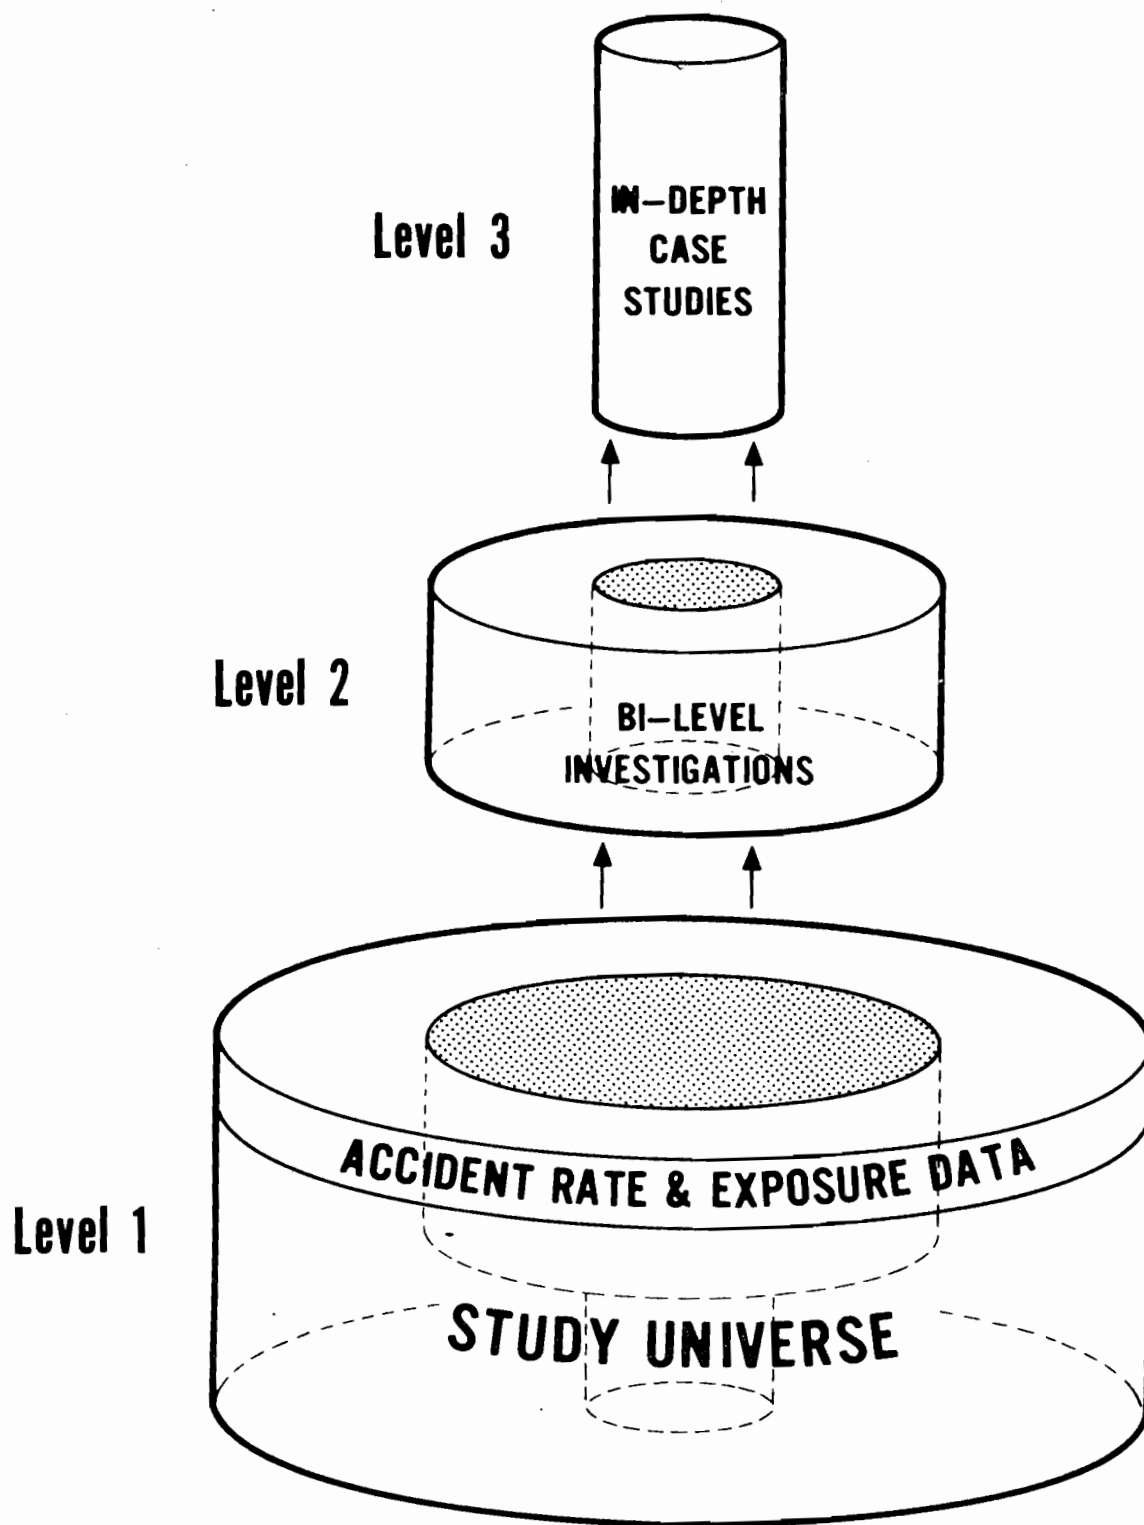 IN–DEPTH
CASE
STUDIES
Level 3
Level 2
BI–LEVEL
INVESTIGATIONS
ACCIDENT RATE & EXPOSURE DATA
Level 1
STUDY UNIVERSE